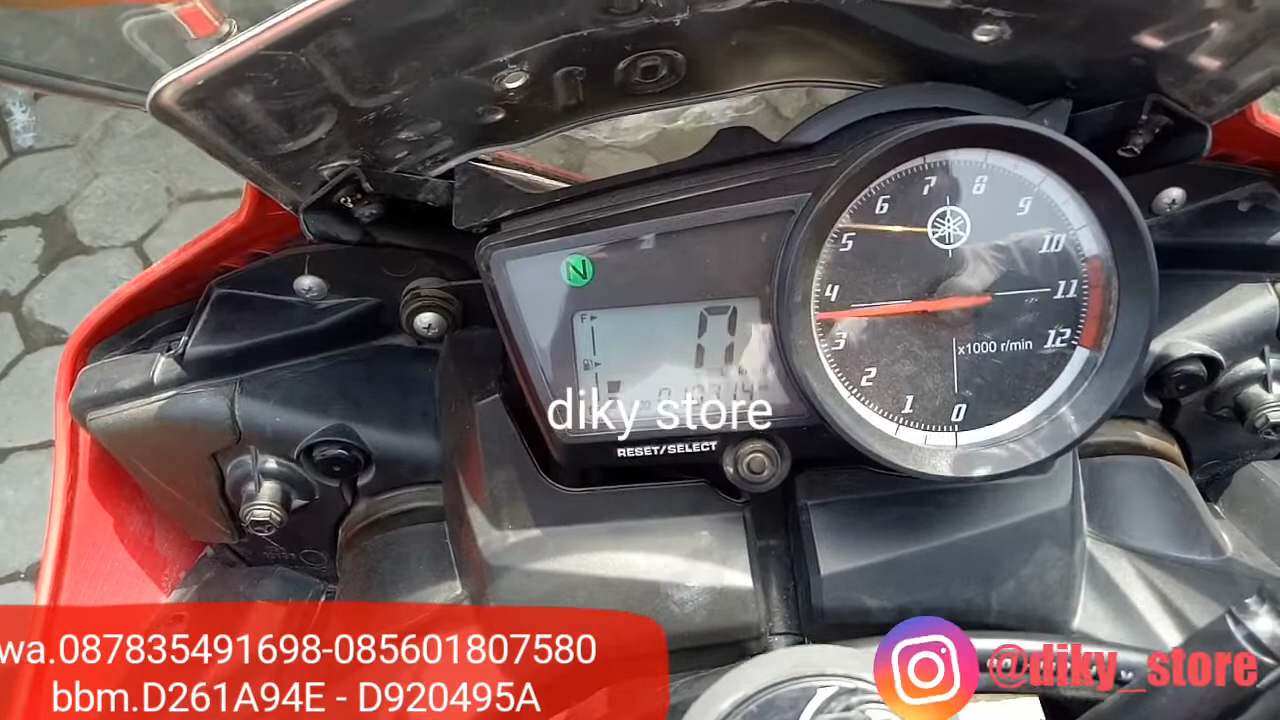 7 8
6 9
N
5 10
4 11
F
3 12
x1000 r/min
2
1 0
diky store
RESET/SELECT
wa.087835491698-085601807580
bbm.D261A94E - D920495A
@diky_store